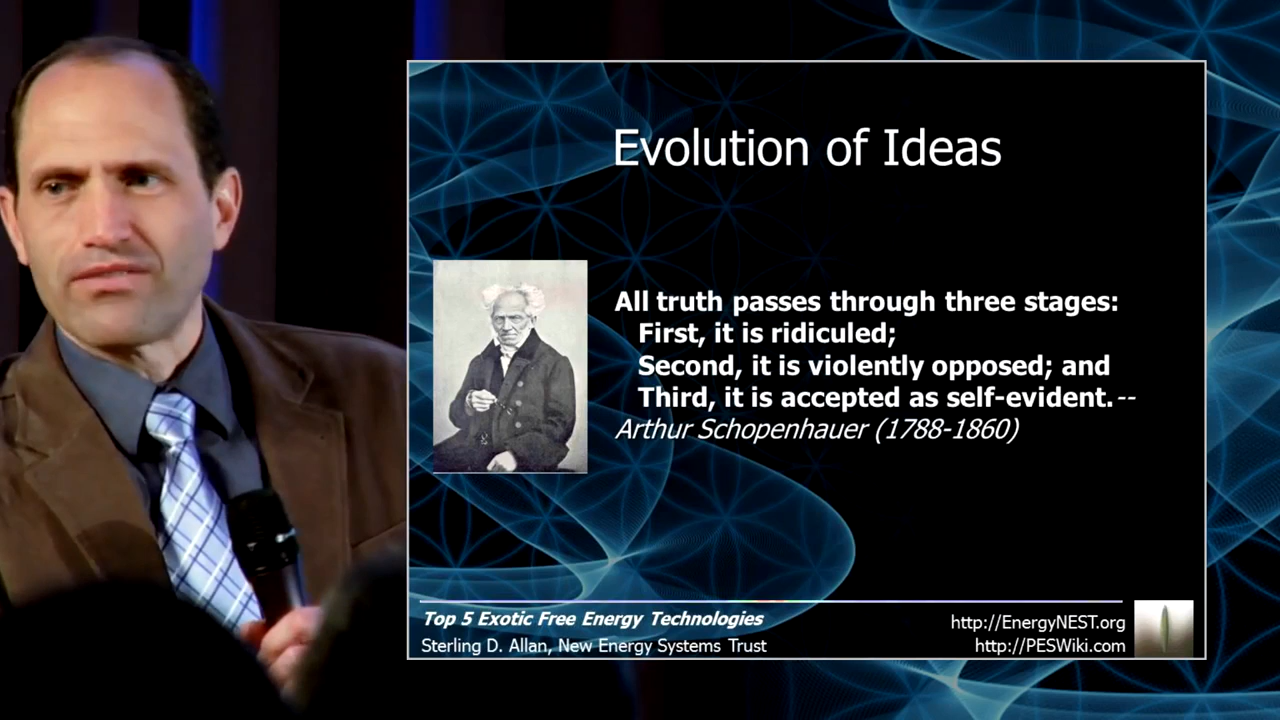 Evolution of Ideas
All truth passes through three stages:
First, it is ridiculed;
Second, it is violently opposed; and
Third, it is accepted as self-evident.--
Arthur Schopenhauer (1788-1860)
Top 5 Exotic Free Energy Technologies
Sterling D. Allan, New Energy Systems Trust
http://EnergyNEST.org
http://PESWiki.com